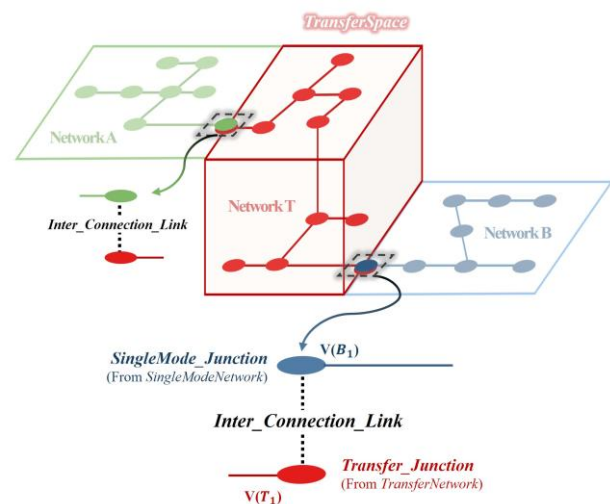 TransferSpace
Network A
Network T
Inter_Connection_Link
Network B
SingleMode_Junction
(From SingleModeNetwork)
V(B₁)
Inter_Connection_Link
Transfer_Junction
(From TransferNetwork)
V(T₁)